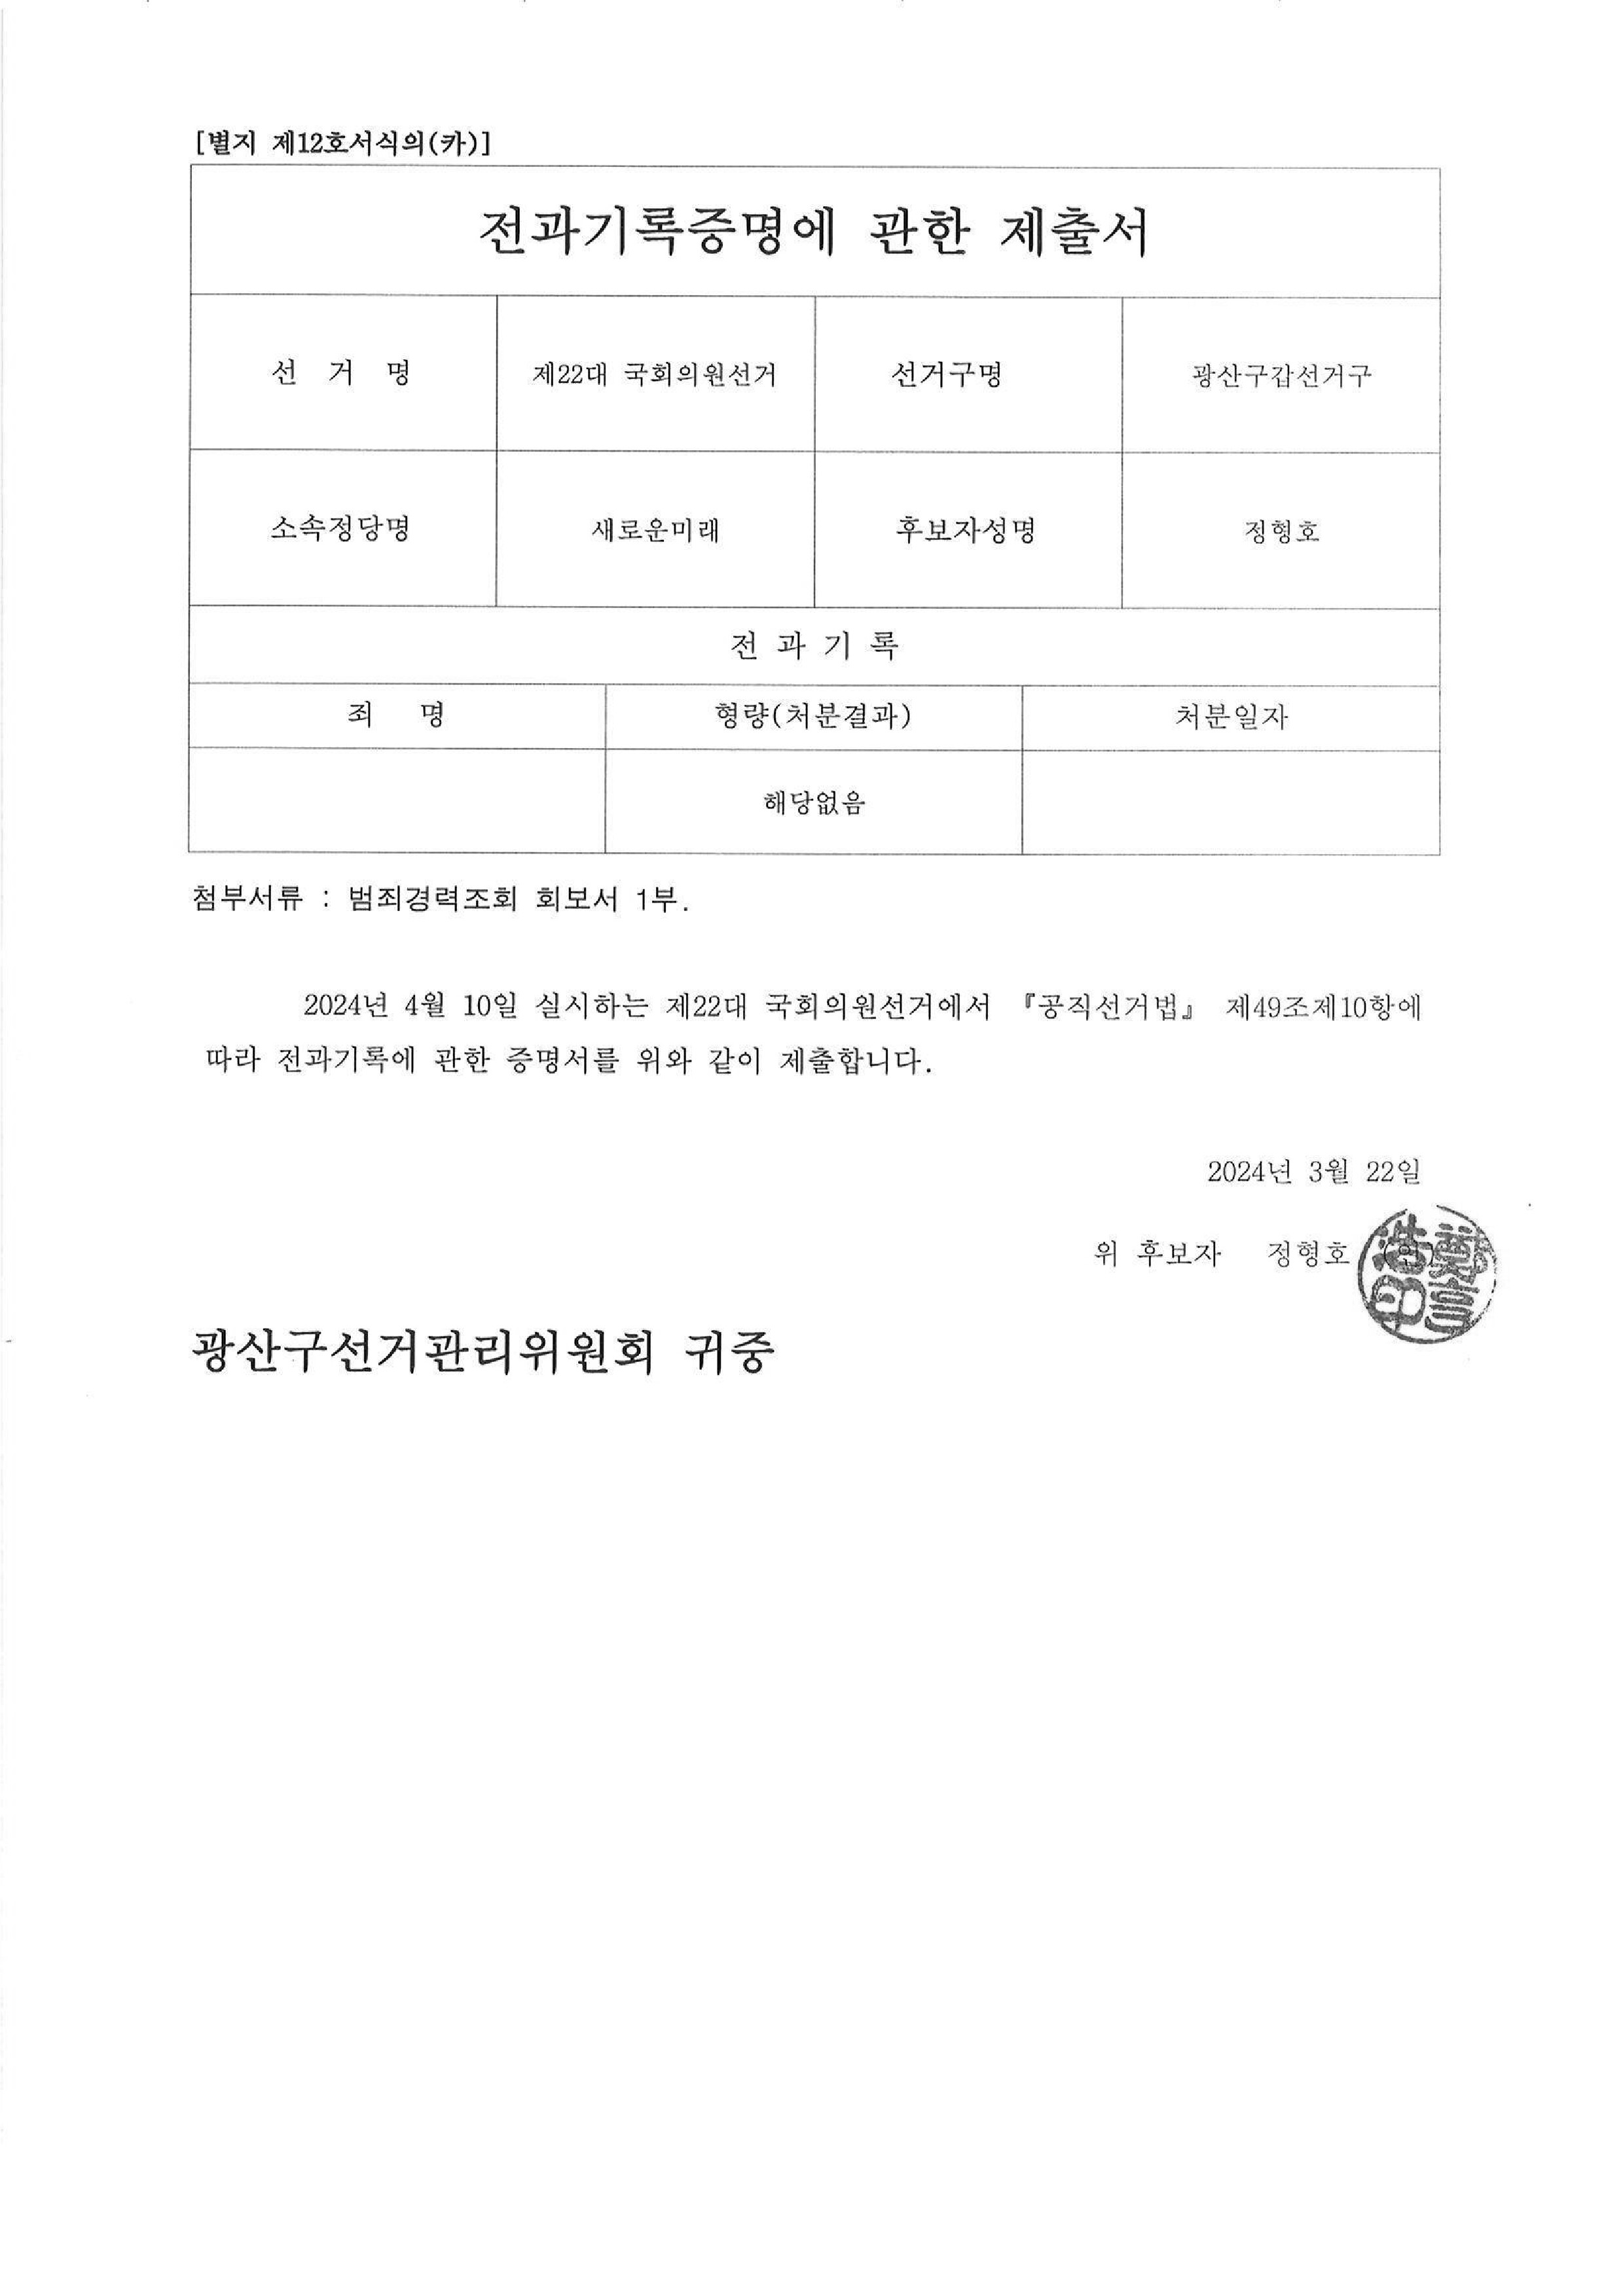 [별지 제12호서식의(카)]
전과기록증명에 관한 제출서
선 거 명 제22대 국회의원선거 선거구명 광산구갑선거구
소속정당명 새로운미래 후보자성명 정형호
전 과 기 록
죄 명 형량(처분결과) 처분일자
해당없음
첨부서류 : 범죄경력조회 회보서 1부.
2024년 4월 10일 실시하는 제22대 국회의원선거에서 『공직선거법』 제49조제10항에
따라 전과기록에 관한 증명서를 위와 같이 제출합니다.
2024년 3월 22일
위 후보자 정형호 (인)
광산구선거관리위원회 귀중